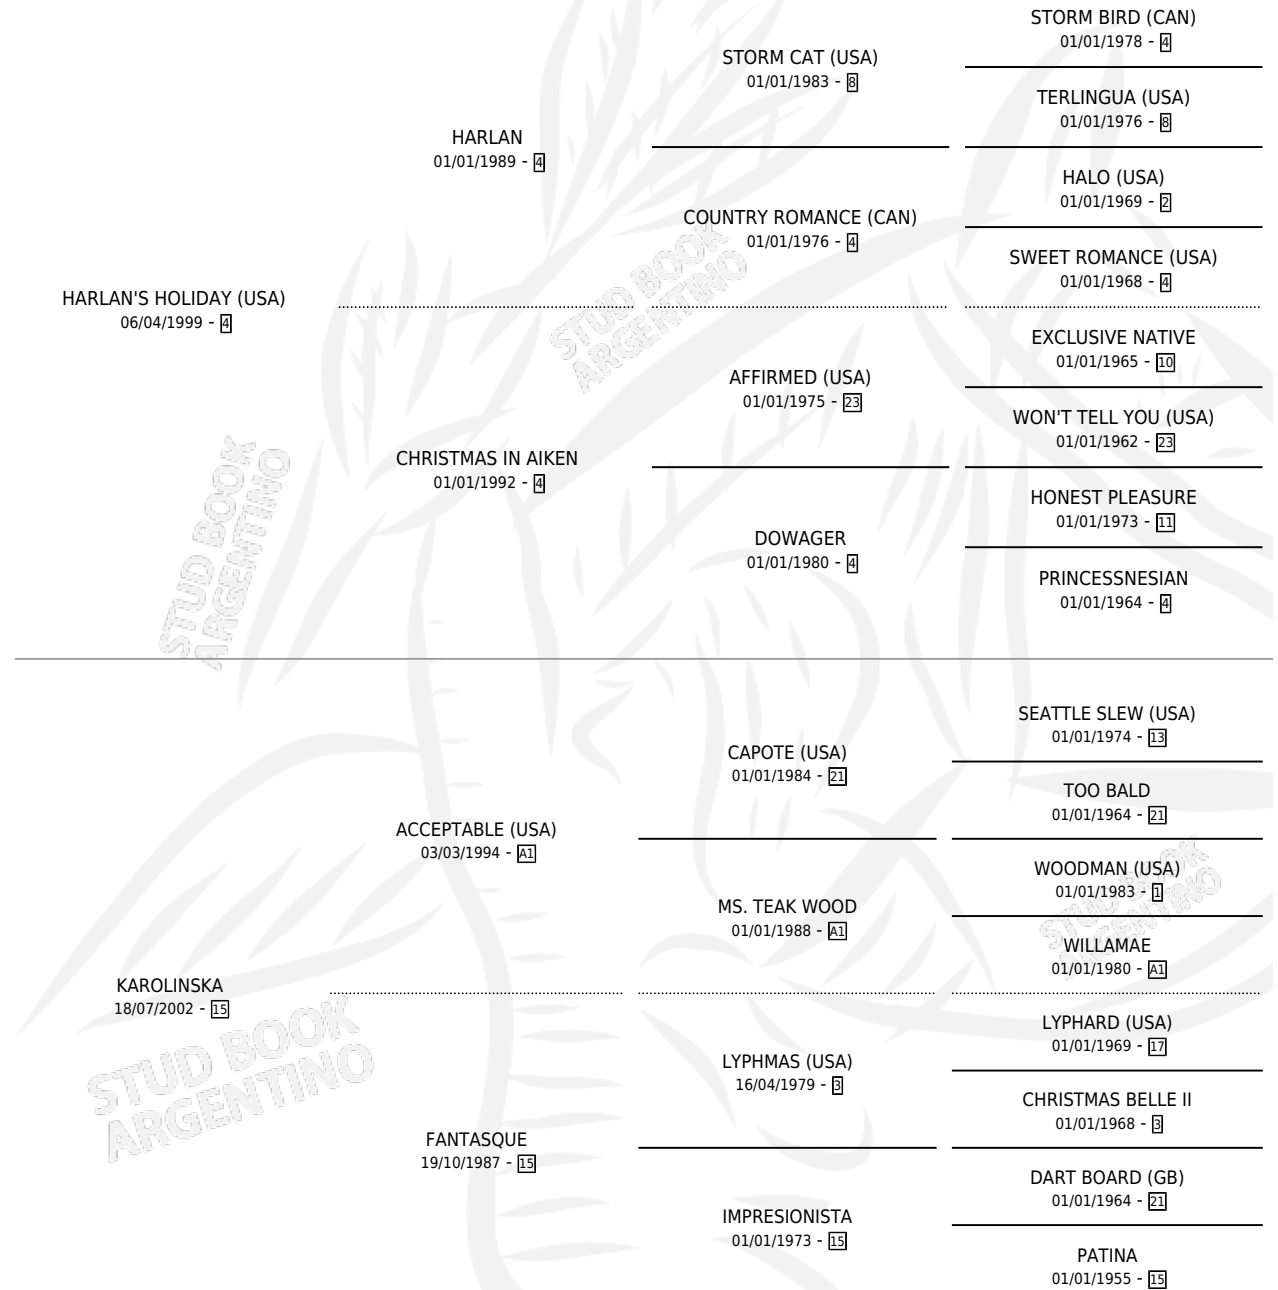 STORM BIRD (CAN)
01/01/1978 - 4
STORM CAT (USA)
01/01/1983 - 8
TERLINGUA (USA)
01/01/1976 - 8
HARLAN
01/01/1989 - 4
HALO (USA)
01/01/1969 - 2
COUNTRY ROMANCE (CAN)
01/01/1976 - 4
SWEET ROMANCE (USA)
01/01/1968 - 4
HARLAN'S HOLIDAY (USA)
06/04/1999 - 4
STUD BOOK
ARGENTINO
EXCLUSIVE NATIVE
01/01/1965 - 10
AFFIRMED (USA)
01/01/1975 - 23
WON'T TELL YOU (USA)
01/01/1962 - 23
CHRISTMAS IN AIKEN
01/01/1992 - 4
HONEST PLEASURE
01/01/1973 - 11
DOWAGER
01/01/1980 - 4
PRINCESSNESIAN
01/01/1964 - 4
STUD BOOK
ARGENTINO
SEATTLE SLEW (USA)
01/01/1974 - 13
CAPOTE (USA)
01/01/1984 - 21
TOO BALD
01/01/1964 - 21
ACCEPTABLE (USA)
03/03/1994 - A1
WOODMAN (USA)
01/01/1983 - 1
MS. TEAK WOOD
01/01/1988 - A1
STUD BOOK
ARGENTINO
WILLAMAE
01/01/1980 - A1
KAROLINSKA
18/07/2002 - 15
LYPHARD (USA)
01/01/1969 - 17
LYPHMAS (USA)
16/04/1979 - 3
STUD BOOK
ARGENTINO
CHRISTMAS BELLE II
01/01/1968 - 3
FANTASQUE
19/10/1987 - 15
DART BOARD (GB)
01/01/1964 - 21
IMPRESIONISTA
01/01/1973 - 15
PATINA
01/01/1955 - 15